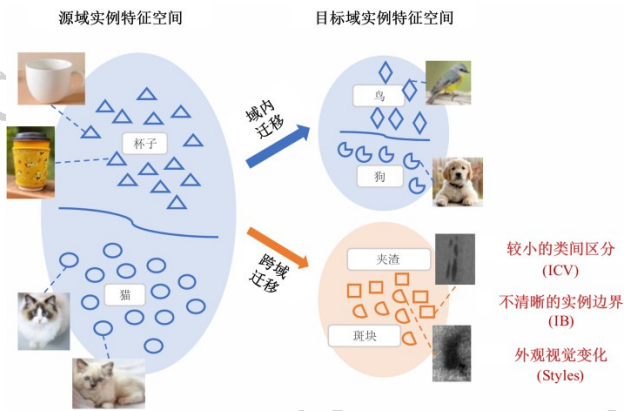 源域实例特征空间
目标域实例特征空间
杯子
猫
域内
迁移
跨域
迁移
鸟
狗
夹渣
斑块
较小的类间区分
(ICV)
不清晰的实例边界
(IB)
外观视觉变化
(Styles)